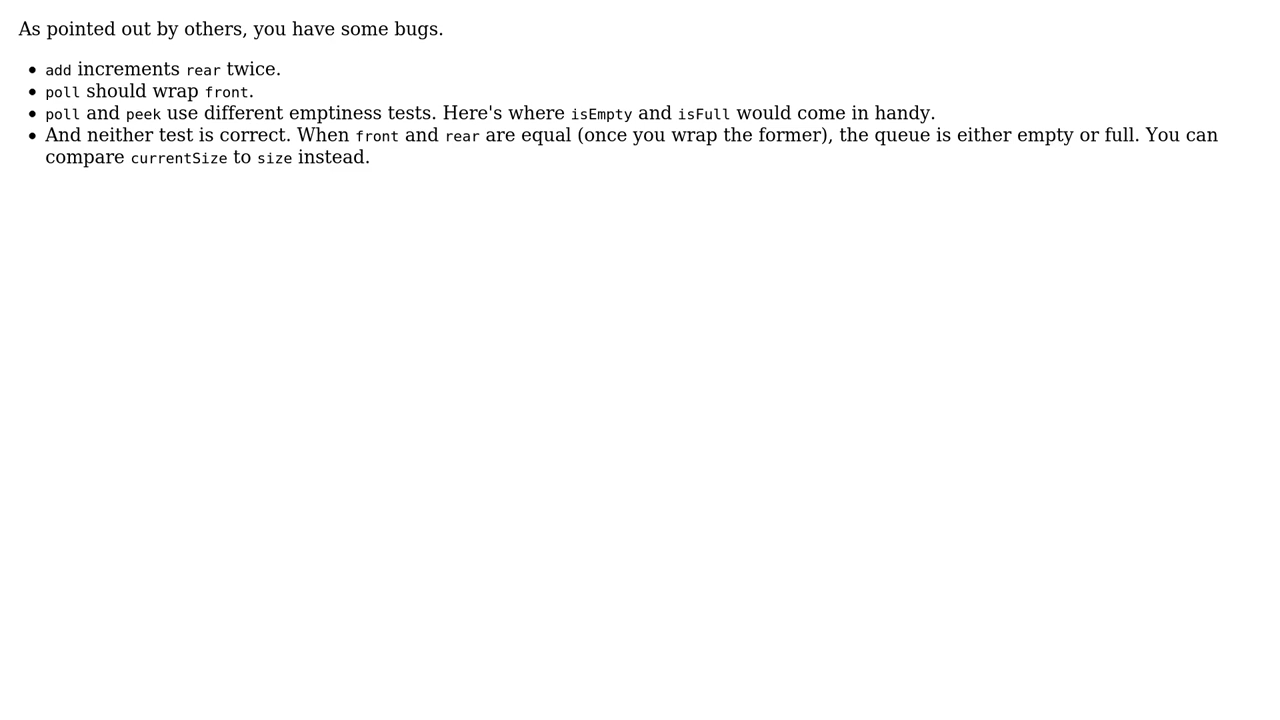 As pointed out by others, you have some bugs.
• add increments rear twice.
• poll should wrap front.
• poll and peek use different emptiness tests. Here's where isEmpty and isFull would come in handy.
• And neither test is correct. When front and rear are equal (once you wrap the former), the queue is either empty or full. You can
compare currentSize to size instead.